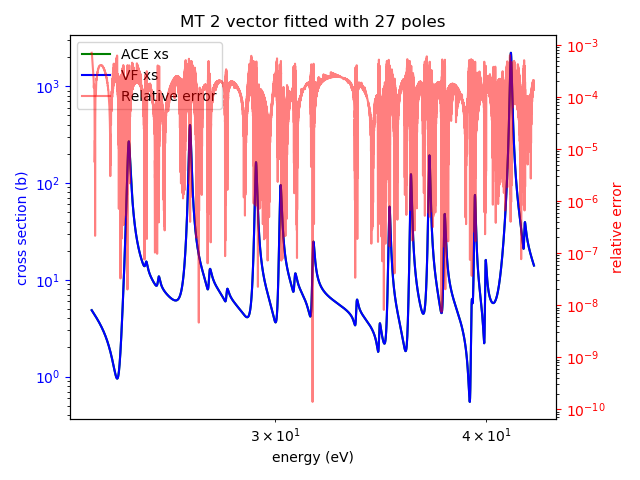 MT 2 vector fitted with 27 poles
ACE xs
VF xs
Relative error
cross section (b)
10³
10²
10¹
10⁰
10⁻³
10⁻⁴
10⁻⁵
10⁻⁶
10⁻⁷
10⁻⁸
10⁻⁹
10⁻¹⁰
relative error
3 × 10¹
4 × 10¹
energy (eV)